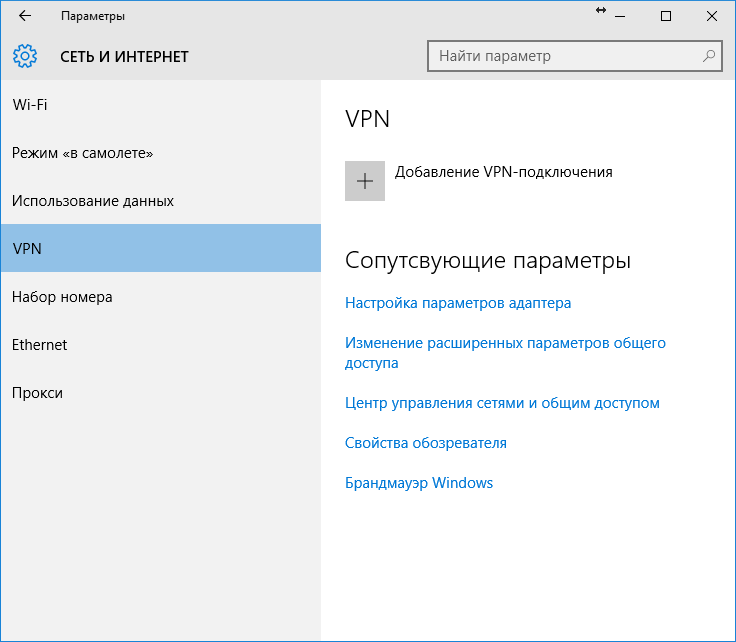 Параметры
СЕТЬ И ИНТЕРНЕТ
Найти параметр
Wi-Fi
Режим «в самолете»
Использование данных
VPN
Набор номера
Ethernet
Прокси
VPN
Добавление VPN-подключения
Сопутсвующие параметры
Настройка параметров адаптера
Изменение расширенных параметров общего
доступа
Центр управления сетями и общим доступом
Свойства обозревателя
Брандмауэр Windows